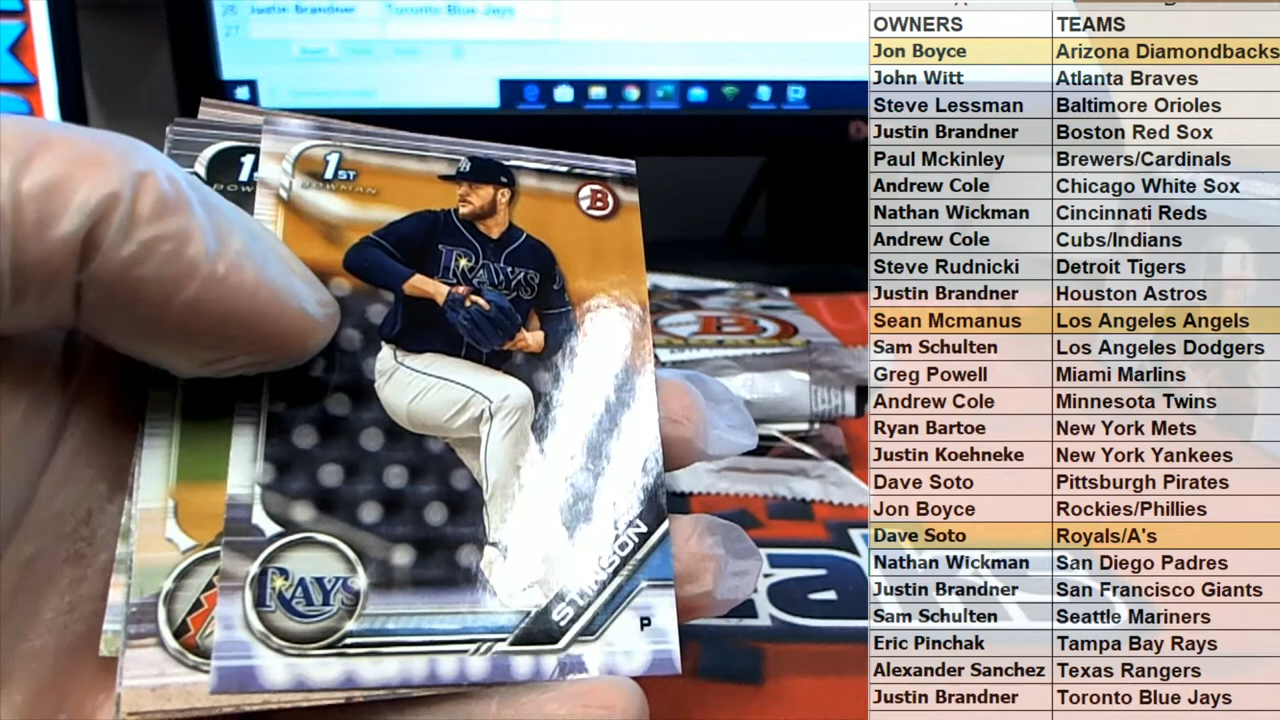 26 Justin Brandner Toronto Blue Jays
27
1ST
BOWMAN
B
1S
BOW
RAYS
RAYS
P
B
OWNERS TEAMS
Jon Boyce Arizona Diamondbacks
John Witt Atlanta Braves
Steve Lessman Baltimore Orioles
Justin Brandner Boston Red Sox
Paul Mckinley Brewers/Cardinals
Andrew Cole Chicago White Sox
Nathan Wickman Cincinnati Reds
Andrew Cole Cubs/Indians
Steve Rudnicki Detroit Tigers
Justin Brandner Houston Astros
Sean Mcmanus Los Angeles Angels
Sam Schulten Los Angeles Dodgers
Greg Powell Miami Marlins
Andrew Cole Minnesota Twins
Ryan Bartoe New York Mets
Justin Koehneke New York Yankees
Dave Soto Pittsburgh Pirates
Jon Boyce Rockies/Phillies
Dave Soto Royals/A's
Nathan Wickman San Diego Padres
Justin Brandner San Francisco Giants
Sam Schulten Seattle Mariners
Eric Pinchak Tampa Bay Rays
Alexander Sanchez Texas Rangers
Justin Brandner Toronto Blue Jays